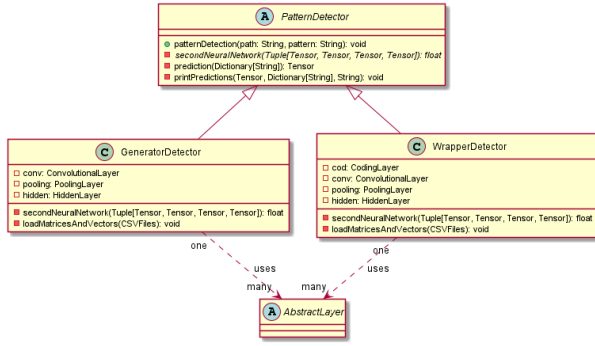 A PatternDetector
patternDetection(path: String, pattern: String): void
secondNeuralNetwork(Tuple[Tensor, Tensor, Tensor, Tensor]): float
prediction(Dictionary[String]): Tensor
printPredictions(Tensor, Dictionary[String], String): void
C GeneratorDetector
conv: ConvolutionalLayer
pooling: PoolingLayer
hidden: HiddenLayer
secondNeuralNetwork(Tuple[Tensor, Tensor, Tensor, Tensor]): float
loadMatricesAndVectors(CSVFiles): void
C WrapperDetector
cod: CodingLayer
conv: ConvolutionalLayer
pooling: PoolingLayer
hidden: HiddenLayer
secondNeuralNetwork(Tuple[Tensor, Tensor, Tensor, Tensor]): float
loadMatricesAndVectors(CSVFiles): void
one
uses
many
one
uses
many
A AbstractLayer